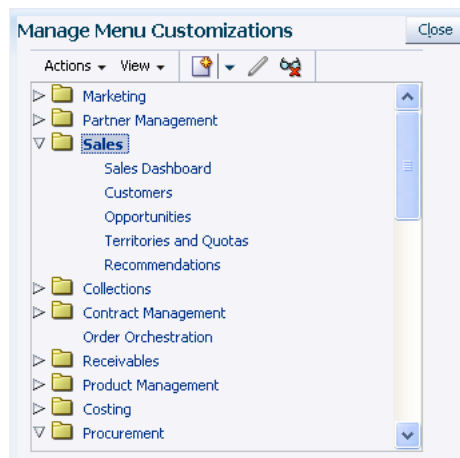 Manage Menu Customizations
Close
Actions View
Marketing
Partner Management
Sales
Sales Dashboard
Customers
Opportunities
Territories and Quotas
Recommendations
Collections
Contract Management
Order Orchestration
Receivables
Product Management
Costing
Procurement